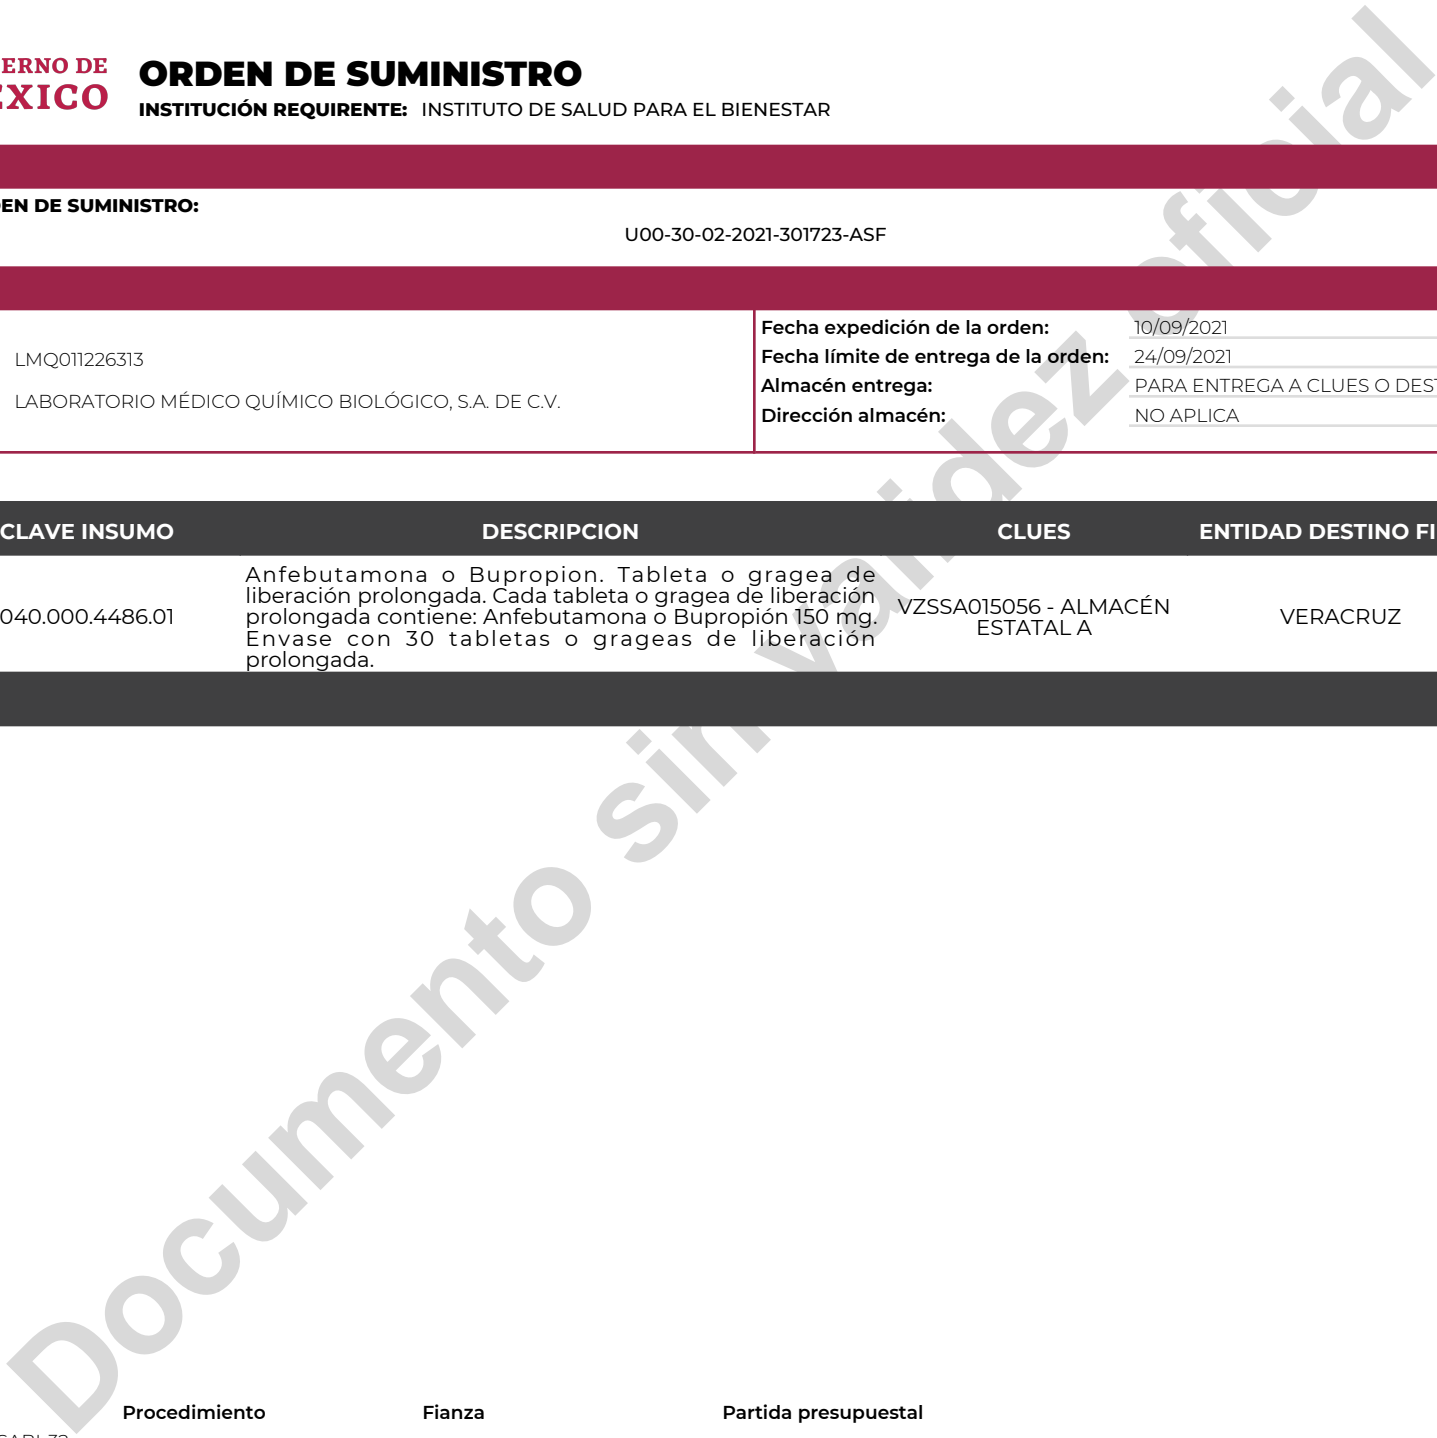 ERNO DE
EXICO
ORDEN DE SUMINISTRO
INSTITUCIÓN REQUIRENTE: INSTITUTO DE SALUD PARA EL BIENESTAR
EN DE SUMINISTRO:
U00-30-02-2021-301723-ASF
LMQ011226313
LABORATORIO MÉDICO QUÍMICO BIOLÓGICO, S.A. DE C.V.
Fecha expedición de la orden: 10/09/2021
Fecha límite de entrega de la orden: 24/09/2021
Almacén entrega: PARA ENTREGA A CLUES O DEST
Dirección almacén: NO APLICA
CLAVE INSUMO DESCRIPCION CLUES ENTIDAD DESTINO FI
040.000.4486.01
Anfebutamona o Bupropion. Tableta o gragea de
liberación prolongada. Cada tableta o gragea de liberación
prolongada contiene: Anfebutamona o Bupropión 150 mg.
Envase con 30 tabletas o grageas de liberación
prolongada.
VZSSA015056 - ALMACÉN
ESTATAL A
VERACRUZ
Documento sin validez oficial
Procedimiento Fianza Partida presupuestal